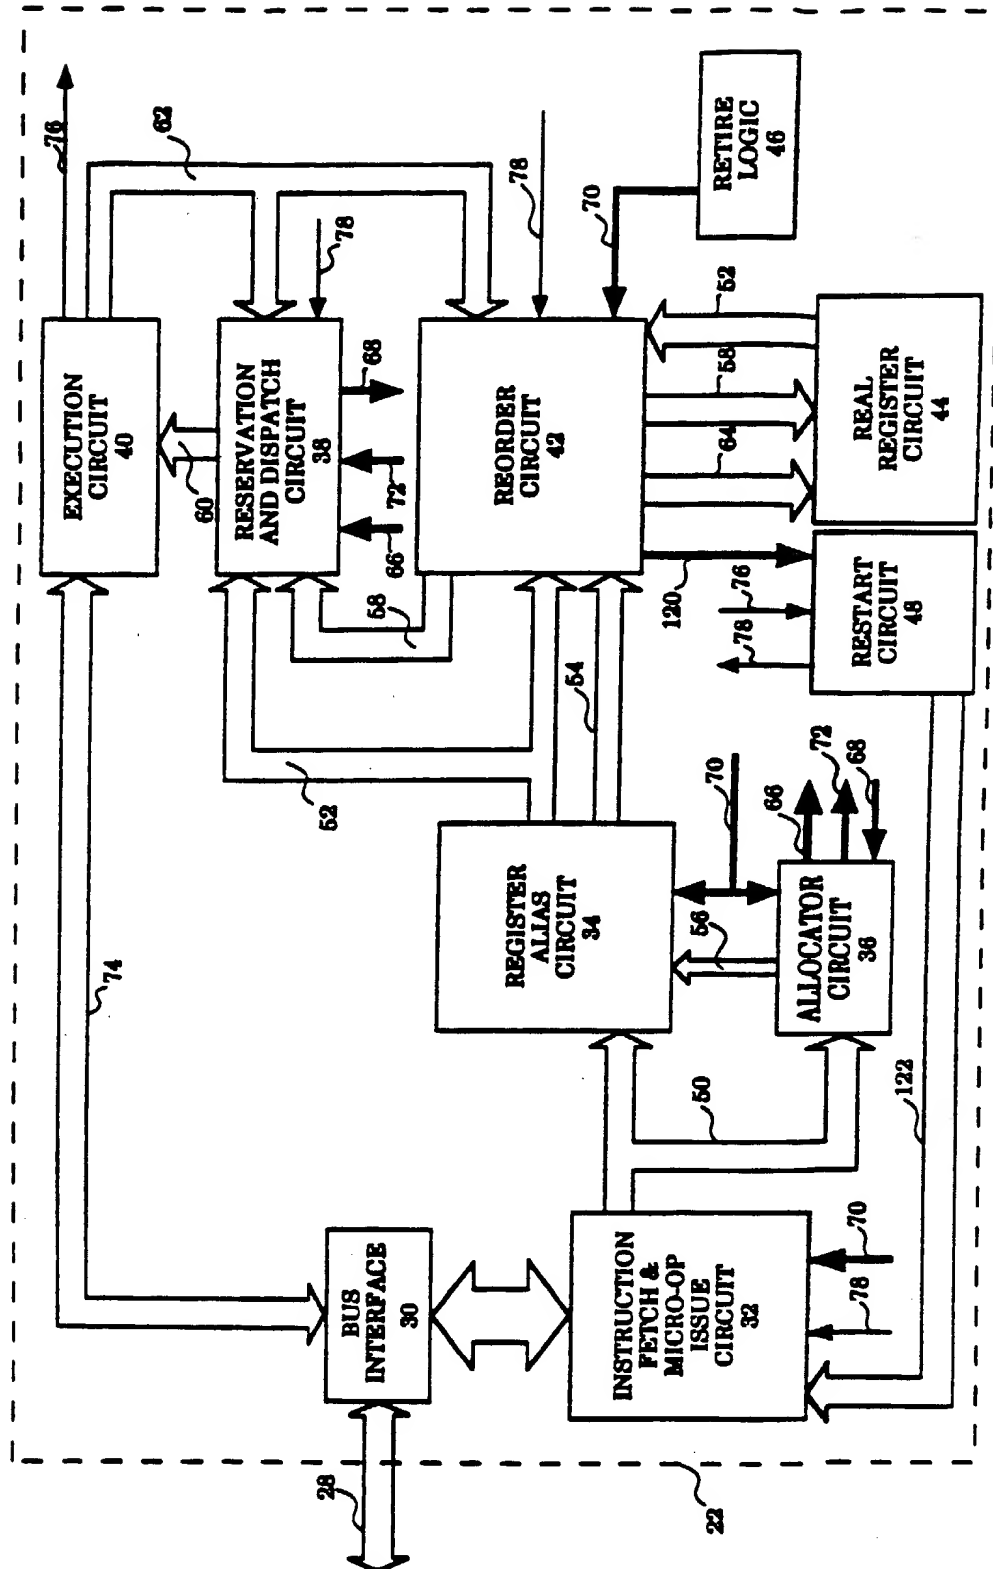 28
22
74
BUS
INTERFACE
30
INSTRUCTION
FETCH &
MICRO-OP
ISSUE
CIRCUIT
32
78
70
50
122
REGISTER
ALIAS
CIRCUIT
34
56
70
ALLOCATOR
CIRCUIT
36
66
72
68
52
54
58
EXECUTION
CIRCUIT
40
76
60
62
RESERVATION
AND DISPATCH
CIRCUIT
38
66
72
68
78
REORDER
CIRCUIT
42
78
70
RETIRE
LOGIC
46
120
64
58
52
REAL
REGISTER
CIRCUIT
44
78
76
RESTART
CIRCUIT
48